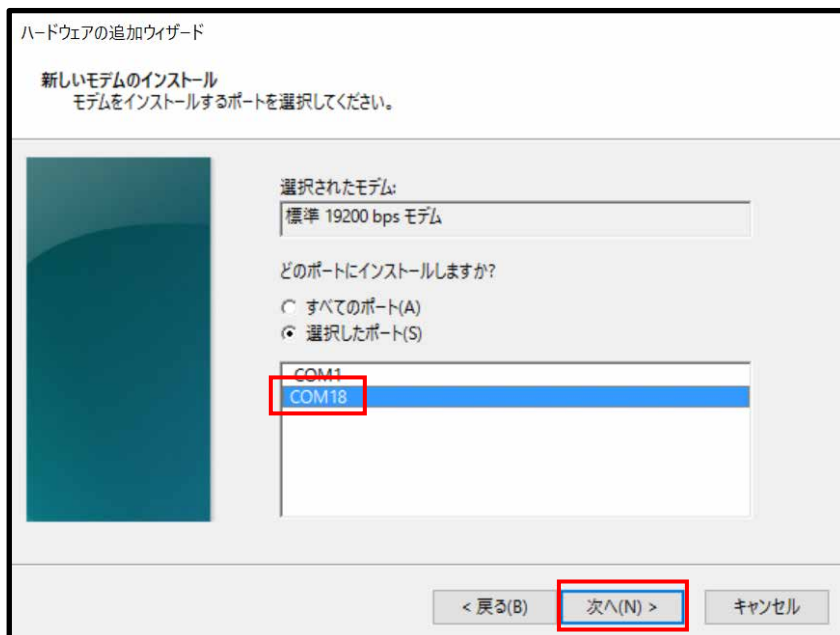 ハードウェアの追加ウィザード
新しいモデムのインストール
モデムをインストールするポートを選択してください。
選択されたモデム:
標準 19200 bps モデム
どのポートにインストールしますか?
すべてのポート(A)
選択したポート(S)
COM1
COM18
< 戻る(B)
次へ(N) >
キャンセル